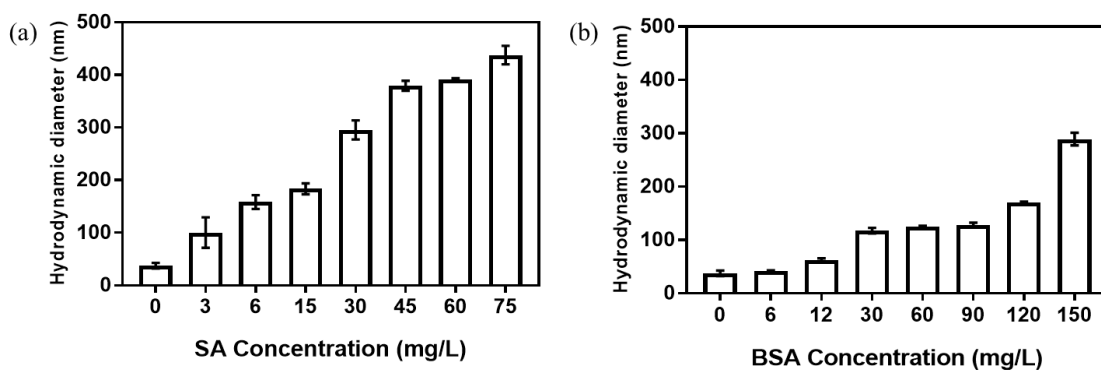 (a)
Hydrodynamic diameter (nm)
500
400
300
200
100
0
0 3 6 15 30 45 60 75
SA Concentration (mg/L)
(b)
Hydrodynamic diameter (nm)
500
400
300
200
100
0
0 6 12 30 60 90 120 150
BSA Concentration (mg/L)